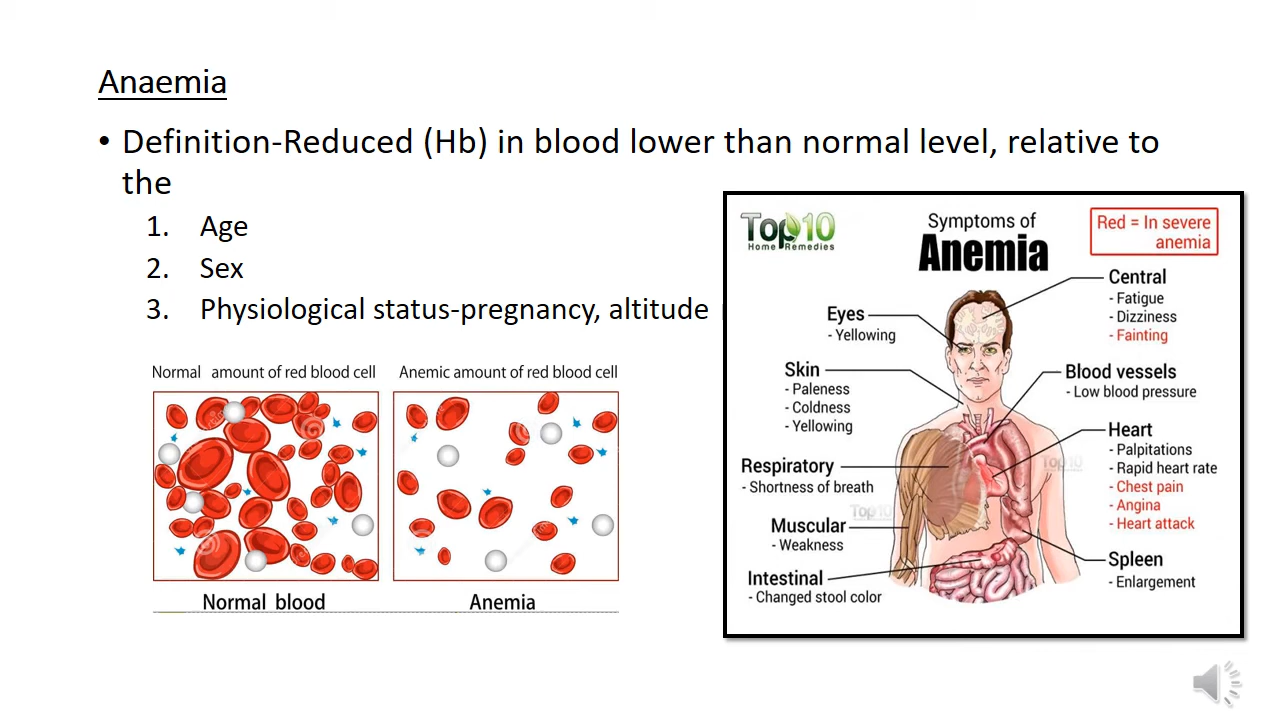 Anaemia
• Definition-Reduced (Hb) in blood lower than normal level, relative to
the
1. Age
2. Sex
3. Physiological status-pregnancy, altitude
Normal amount of red blood cell
Anemic amount of red blood cell
Normal blood
Anemia
Top10
Home Remedies
Symptoms of
Anemia
Red = In severe
anemia
Central
- Fatigue
- Dizziness
- Fainting
Eyes
- Yellowing
Skin
- Paleness
- Coldness
- Yellowing
Blood vessels
- Low blood pressure
Heart
- Palpitations
- Rapid heart rate
- Chest pain
- Angina
- Heart attack
Respiratory
- Shortness of breath
Top10
Top10
Muscular
- Weakness
Spleen
- Enlargement
Intestinal
- Changed stool color